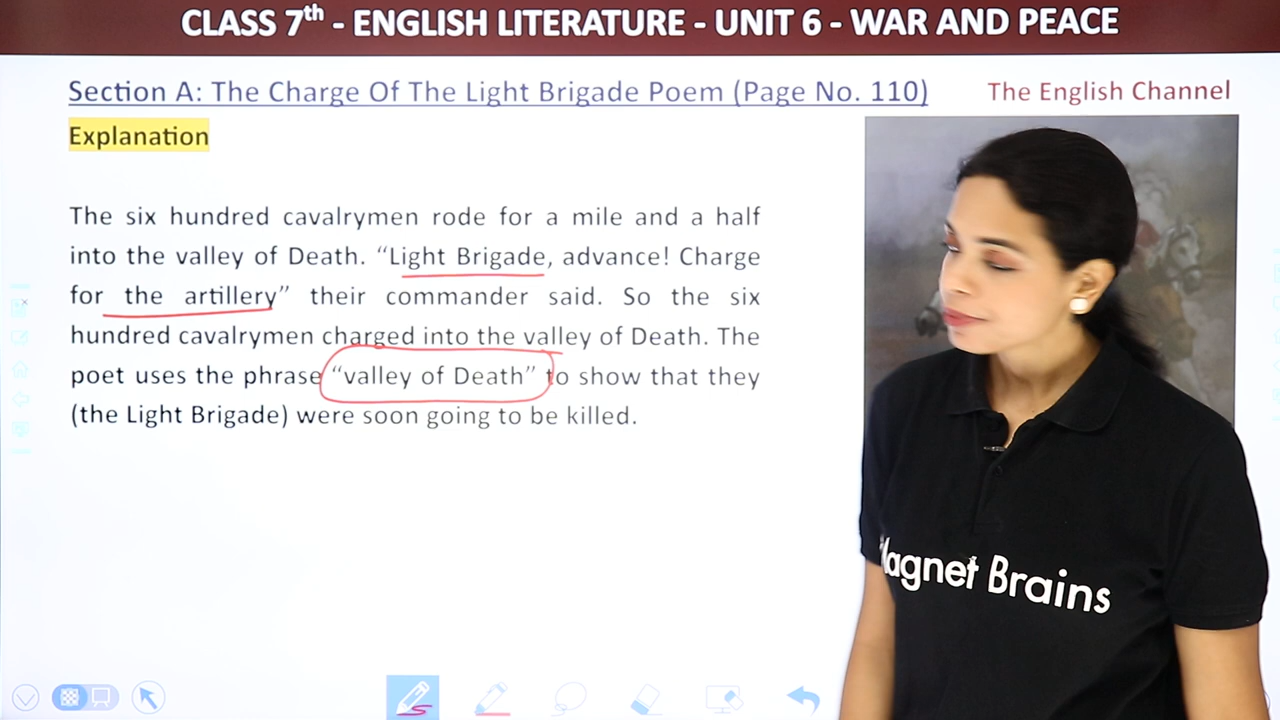 CLASS 7th - ENGLISH LITERATURE - UNIT 6 - WAR AND PEACE
Section A: The Charge Of The Light Brigade Poem (Page No. 110)
The English Channel
Explanation
The six hundred cavalrymen rode for a mile and a half
into the valley of Death. “Light Brigade, advance! Charge
for the artillery” their commander said. So the six
hundred cavalrymen charged into the valley of Death. The
poet uses the phrase “valley of Death” to show that they
(the Light Brigade) were soon going to be killed.
Magnet Brains